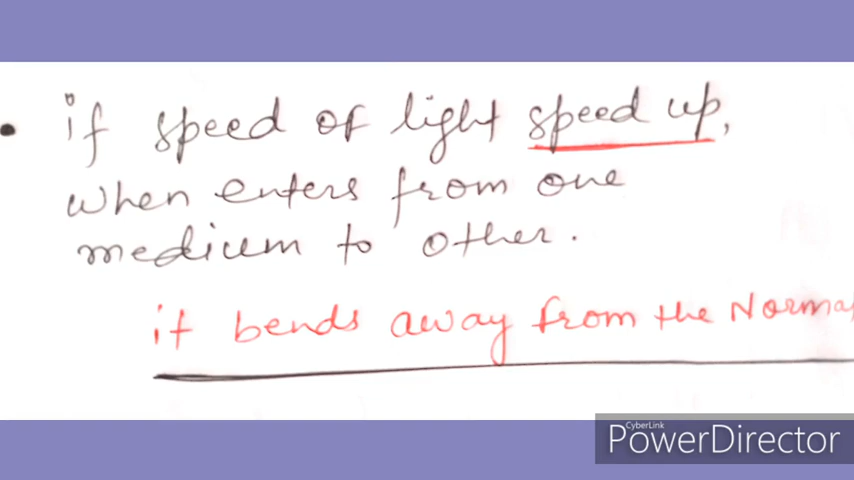 • if speed of light speed up,
when enters from one
medium to other.
it bends away from the Normal
CyberLink
PowerDirector